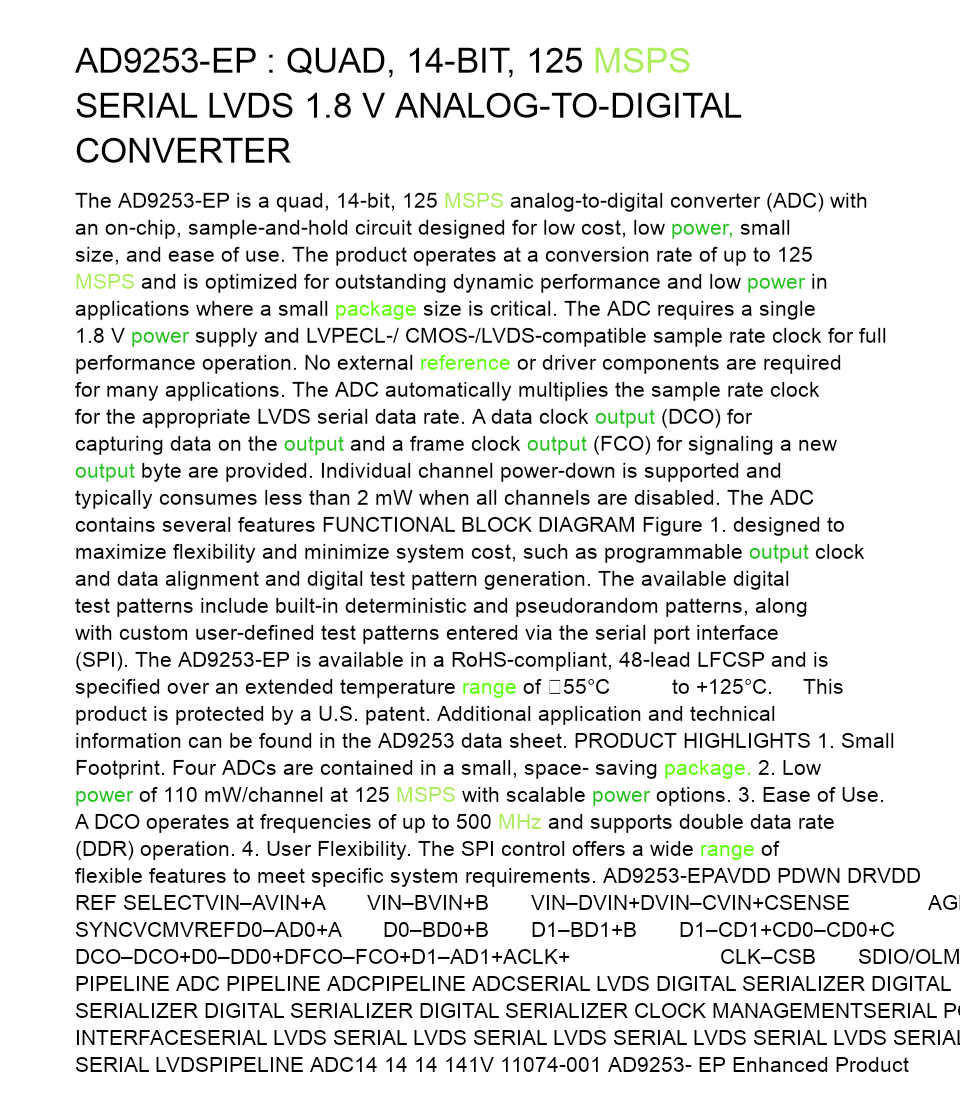 AD9253-EP : QUAD, 14-BIT, 125 MSPS
SERIAL LVDS 1.8 V ANALOG-TO-DIGITAL
CONVERTER
The AD9253-EP is a quad, 14-bit, 125 MSPS analog-to-digital converter (ADC) with
an on-chip, sample-and-hold circuit designed for low cost, low power, small
size, and ease of use. The product operates at a conversion rate of up to 125
MSPS and is optimized for outstanding dynamic performance and low power in
applications where a small package size is critical. The ADC requires a single
1.8 V power supply and LVPECL-/ CMOS-/LVDS-compatible sample rate clock for full
performance operation. No external reference or driver components are required
for many applications. The ADC automatically multiplies the sample rate clock
for the appropriate LVDS serial data rate. A data clock output (DCO) for
capturing data on the output and a frame clock output (FCO) for signaling a new
output byte are provided. Individual channel power-down is supported and
typically consumes less than 2 mW when all channels are disabled. The ADC
contains several features FUNCTIONAL BLOCK DIAGRAM Figure 1. designed to
maximize flexibility and minimize system cost, such as programmable output clock
and data alignment and digital test pattern generation. The available digital
test patterns include built-in deterministic and pseudorandom patterns, along
with custom user-defined test patterns entered via the serial port interface
(SPI). The AD9253-EP is available in a RoHS-compliant, 48-lead LFCSP and is
specified over an extended temperature range of □55°C to +125°C. This
product is protected by a U.S. patent. Additional application and technical
information can be found in the AD9253 data sheet. PRODUCT HIGHLIGHTS 1. Small
Footprint. Four ADCs are contained in a small, space- saving package. 2. Low
power of 110 mW/channel at 125 MSPS with scalable power options. 3. Ease of Use.
A DCO operates at frequencies of up to 500 MHz and supports double data rate
(DDR) operation. 4. User Flexibility. The SPI control offers a wide range of
flexible features to meet specific system requirements. AD9253-EPAVDD PDWN DRVDD
REF SELECTVIN–AVIN+A VIN–BVIN+B VIN–DVIN+DVIN–CVIN+CSENSE
SYNCVCMVREFD0–AD0+A D0–BD0+B D1–BD1+B D1–CD1+CD0–CD0+C
DCO–DCO+D0–DD0+DFCO–FCO+D1–AD1+ACLK+ CLK–CSB SDIO/OLM
PIPELINE ADC PIPELINE ADCPIPELINE ADCSERIAL LVDS DIGITAL SERIALIZER DIGITAL
SERIALIZER DIGITAL SERIALIZER DIGITAL SERIALIZER CLOCK MANAGEMENTSERIAL
INTERFACESERIAL LVDS SERIAL LVDS SERIAL LVDS SERIAL LVDS SERIAL LVDS SERIAL
SERIAL LVDSPIPELINE ADC14 14 14 141V 11074-001 AD9253- EP Enhanced Product